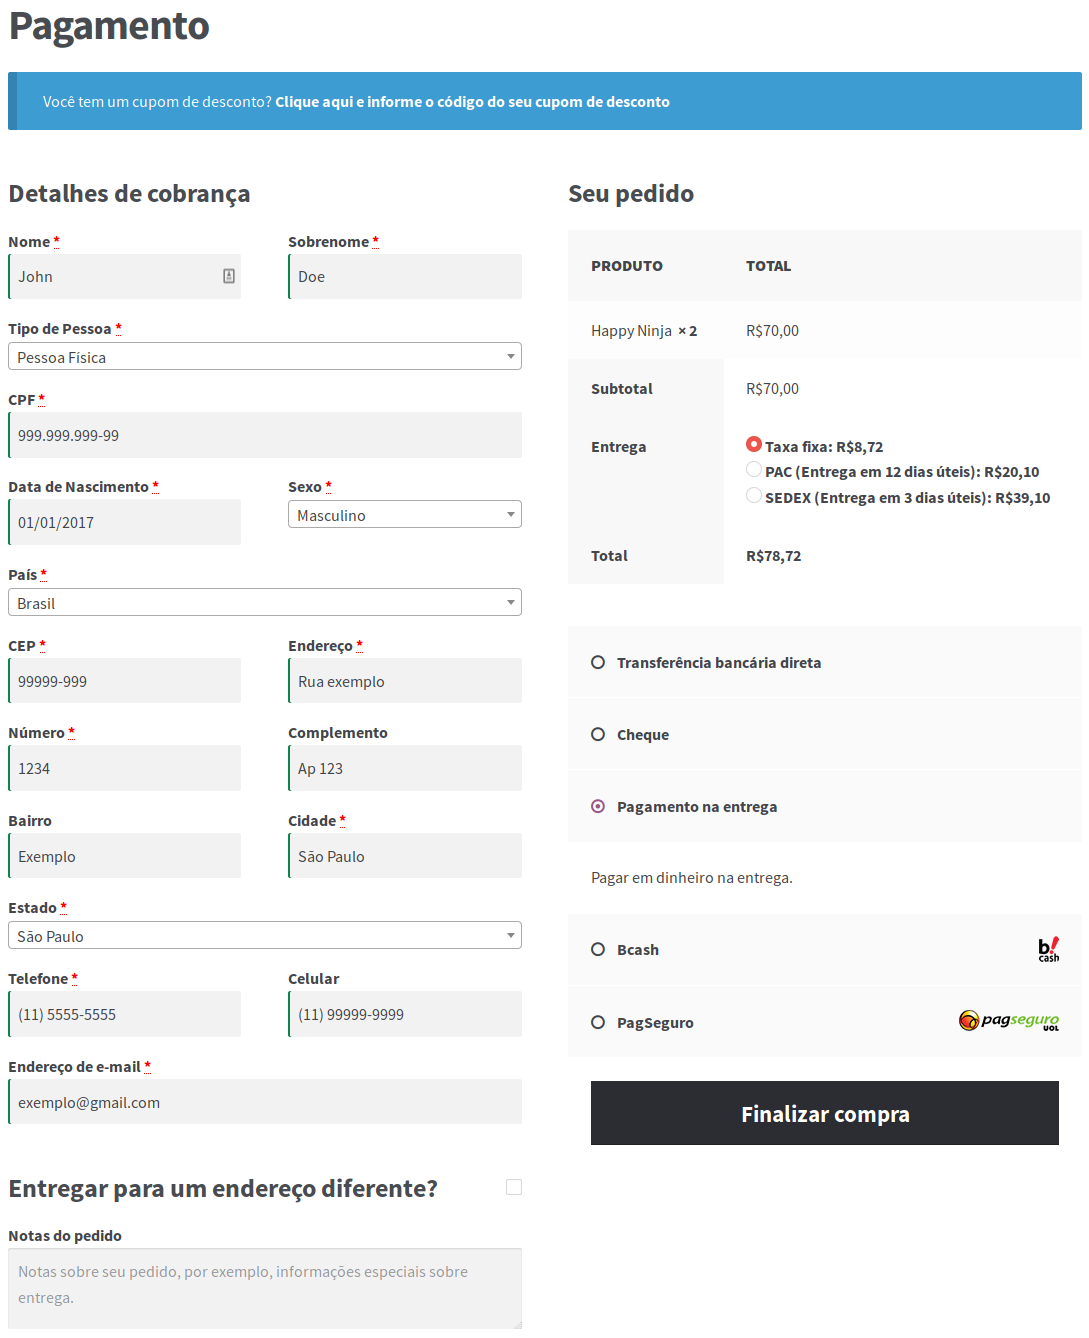 Pagamento
Você tem um cupom de desconto? Clique aqui e informe o código do seu cupom de desconto
Detalhes de cobrança
Nome *
Sobrenome *
John
Doe
Tipo de Pessoa *
Pessoa Física
CPF *
999.999.999-99
Data de Nascimento *
Sexo *
01/01/2017
Masculino
País *
Brasil
CEP *
Endereço *
99999-999
Rua exemplo
Número *
Complemento
1234
Ap 123
Bairro
Cidade *
Exemplo
São Paulo
Estado *
São Paulo
Telefone *
Celular
(11) 5555-5555
(11) 99999-9999
Endereço de e-mail *
exemplo@gmail.com
Entregar para um endereço diferente?
Notas do pedido
Notas sobre seu pedido, por exemplo, informações especiais sobre
entrega.
Seu pedido
PRODUTO TOTAL
Happy Ninja × 2 R$70,00
Subtotal R$70,00
Entrega Taxa fixa: R$8,72
PAC (Entrega em 12 dias úteis): R$20,10
SEDEX (Entrega em 3 dias úteis): R$39,10
Total R$78,72
Transferência bancária direta
Cheque
Pagamento na entrega
Pagar em dinheiro na entrega.
Bcash b! cash
PagSeguro pagseguro UOL
Finalizar compra